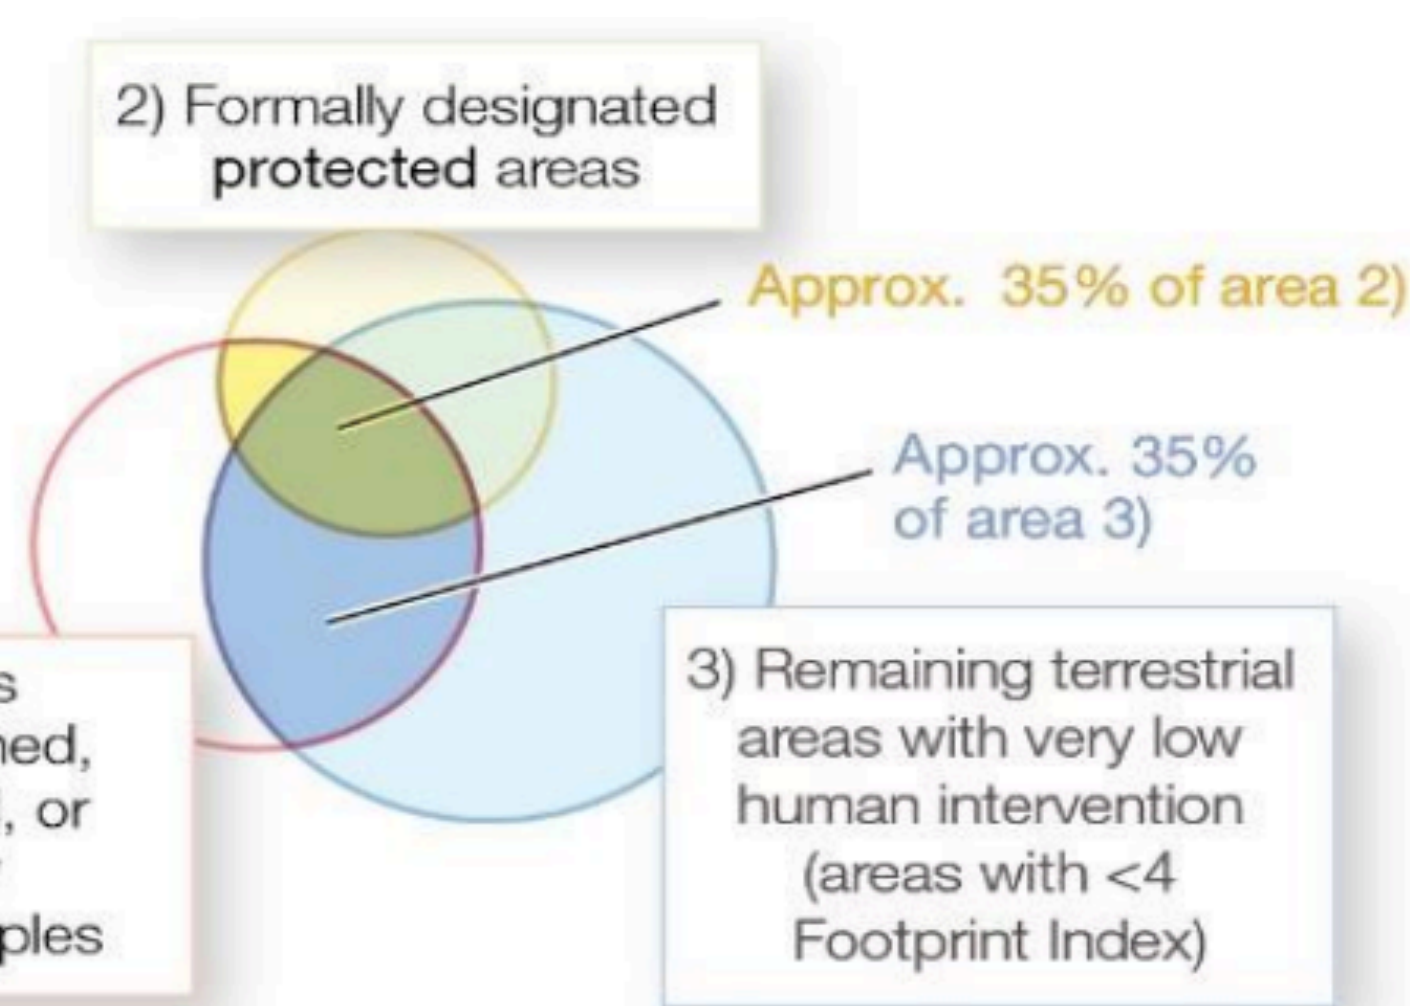 2) Formally designated
protected areas
Approx. 35% of area 2)
Approx. 35%
of area 3)
3) Remaining terrestrial
areas with very low
human intervention
(areas with <4
Footprint Index)
, or